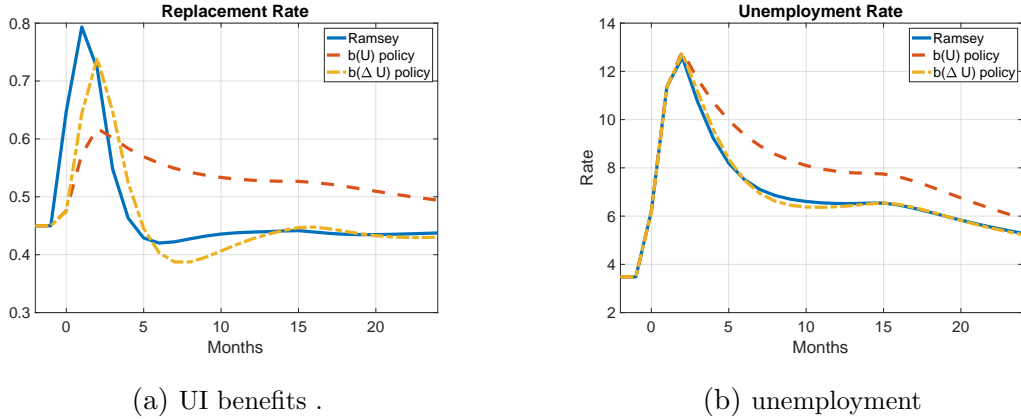 Replacement Rate
0.8
0.7
0.6
0.5
0.4
0.3
0
5
10
15
20
Months
Ramsey
b(U) policy
b(Δ U) policy
(a) UI benefits .
Unemployment Rate
14
12
10
8
6
4
2
Rate
0
5
10
15
20
Months
Ramsey
b(U) policy
b(Δ U) policy
(b) unemployment